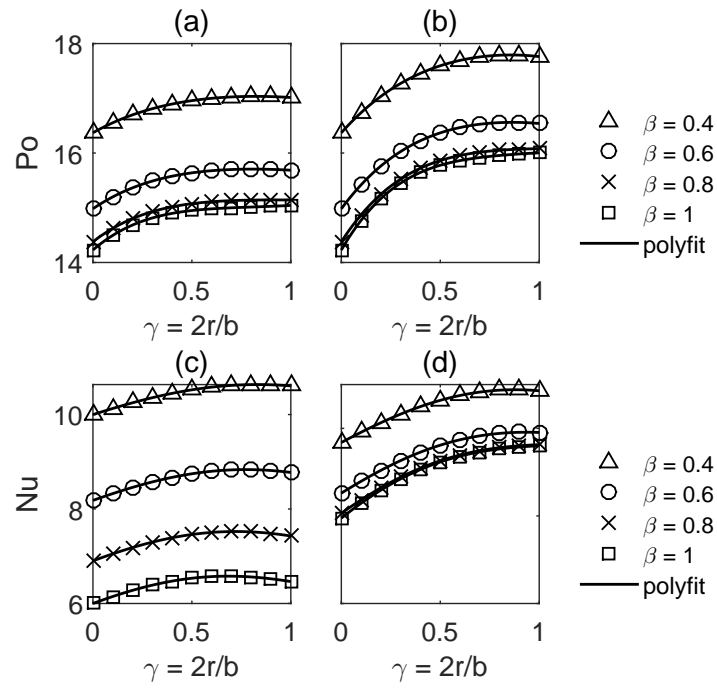 (a) (b)
18
16
14
Po
0 0.5 1
0 0.5 1
γ = 2r/b
γ = 2r/b
β = 0.4
β = 0.6
β = 0.8
β = 1
polyfit
(c) (d)
10
8
6
Nu
0 0.5 1
0 0.5 1
γ = 2r/b
γ = 2r/b
β = 0.4
β = 0.6
β = 0.8
β = 1
polyfit